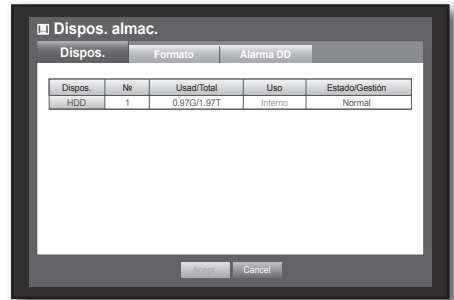 Dispos. almac.
Dispos. Formato Alarma DD
Dispos. Nº Usad/Total Uso Estado/Gestión
HDD 1 0.97G/1.97T Interno Normal
Acept. Cancel